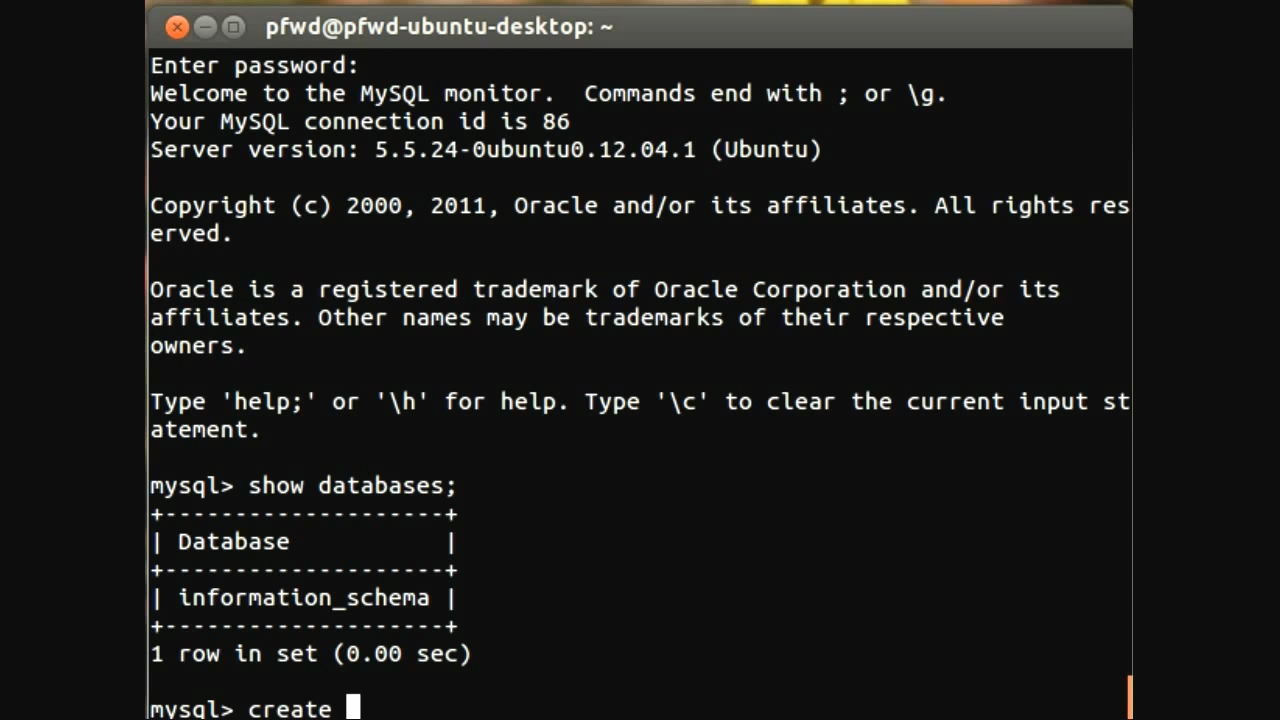 pfwd@pfwd-ubuntu-desktop: ~
Enter password:
Welcome to the MySQL monitor.  Commands end with ; or \g.
Your MySQL connection id is 86
Server version: 5.5.24-0ubuntu0.12.04.1 (Ubuntu)
Copyright (c) 2000, 2011, Oracle and/or its affiliates. All rights res
erved.
Oracle is a registered trademark of Oracle Corporation and/or its
affiliates. Other names may be trademarks of their respective
owners.
Type 'help;' or '\h' for help. Type '\c' to clear the current input st
atement.
mysql> show databases;
+--------------------+
| Database           |
+--------------------+
| information_schema |
+--------------------+
1 row in set (0.00 sec)
mysql> create